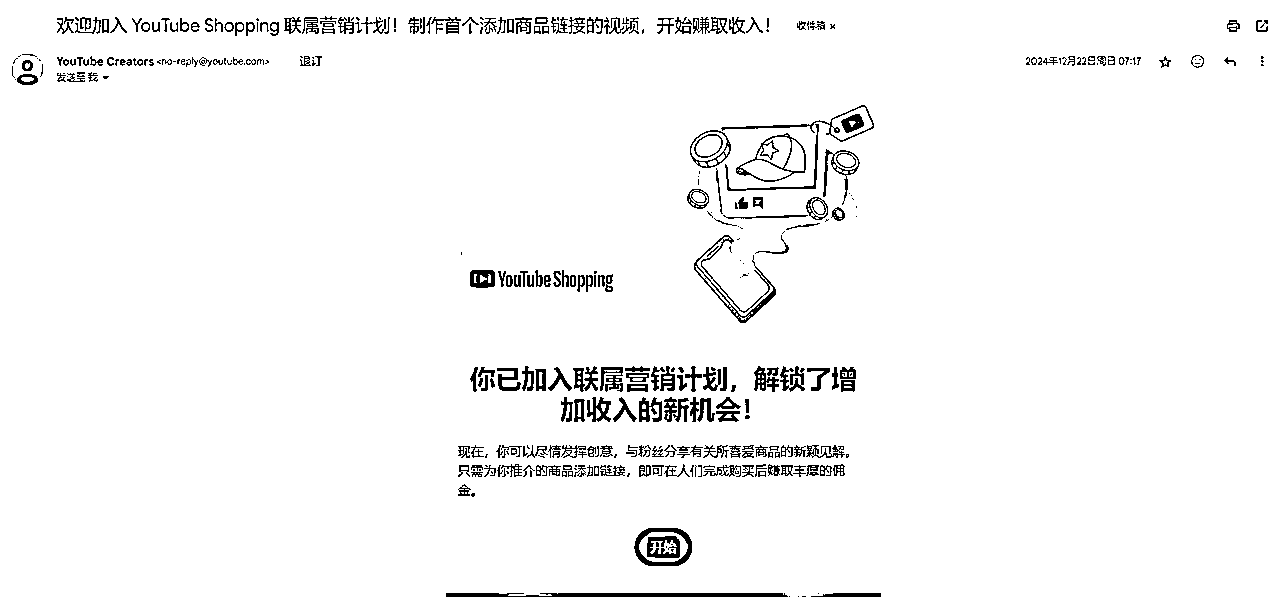 欢迎加入 YouTube Shopping 联属营销计划！制作首个添加商品链接的视频，开始赚取收入！ 收件箱 ×
YouTube Creators <no-reply@youtube.com> 退订 2024年12月22日周日 07:17
发送至 我
YouTube Shopping
你已加入联属营销计划，解锁了增
加收入的新机会！
现在，你可以尽情发挥创意，与粉丝分享有关所喜爱商品的新颖见解。
只需为你推介的商品添加链接，即可在人们完成购买后赚取丰厚的佣
金。
开始